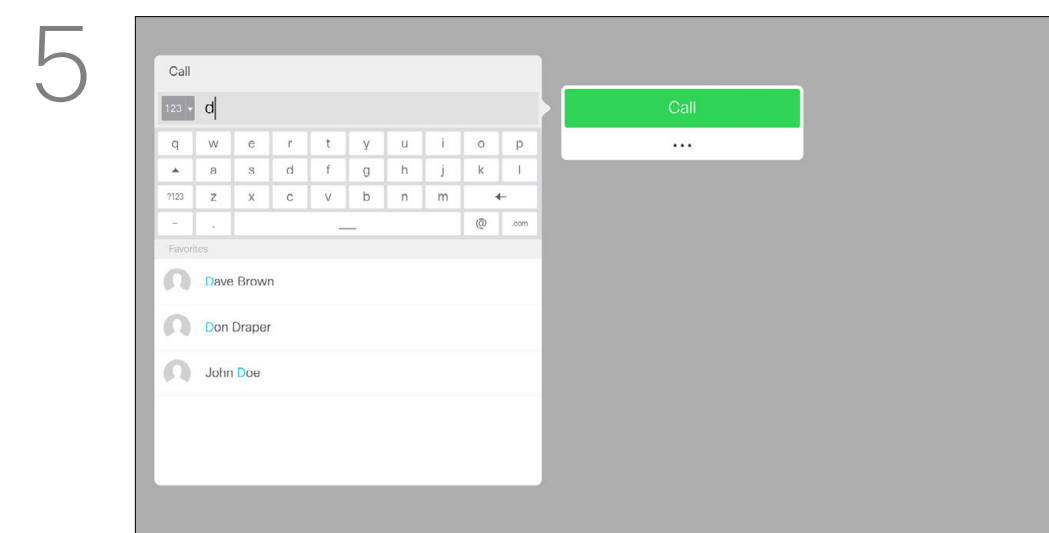 5
Call
123 d
Call
...
q w e r t y u i o p
a s d f g h j k l
?123 z x c v b n m
- . @ .com
Favorites
Dave Brown
Don Draper
John Doe